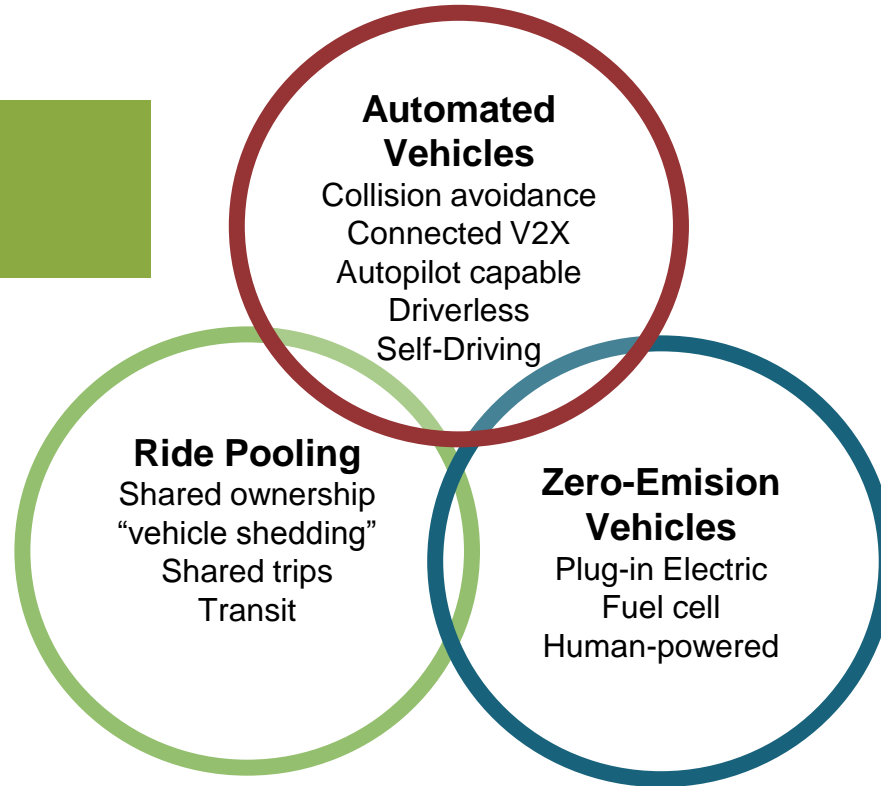 Automated
Vehicles
Collision avoidance
Connected V2X
Autopilot capable
Driverless
Self-Driving
Ride Pooling
Shared ownership
“vehicle shedding”
Shared trips
Transit
Zero-Emision
Vehicles
Plug-in Electric
Fuel cell
Human-powered